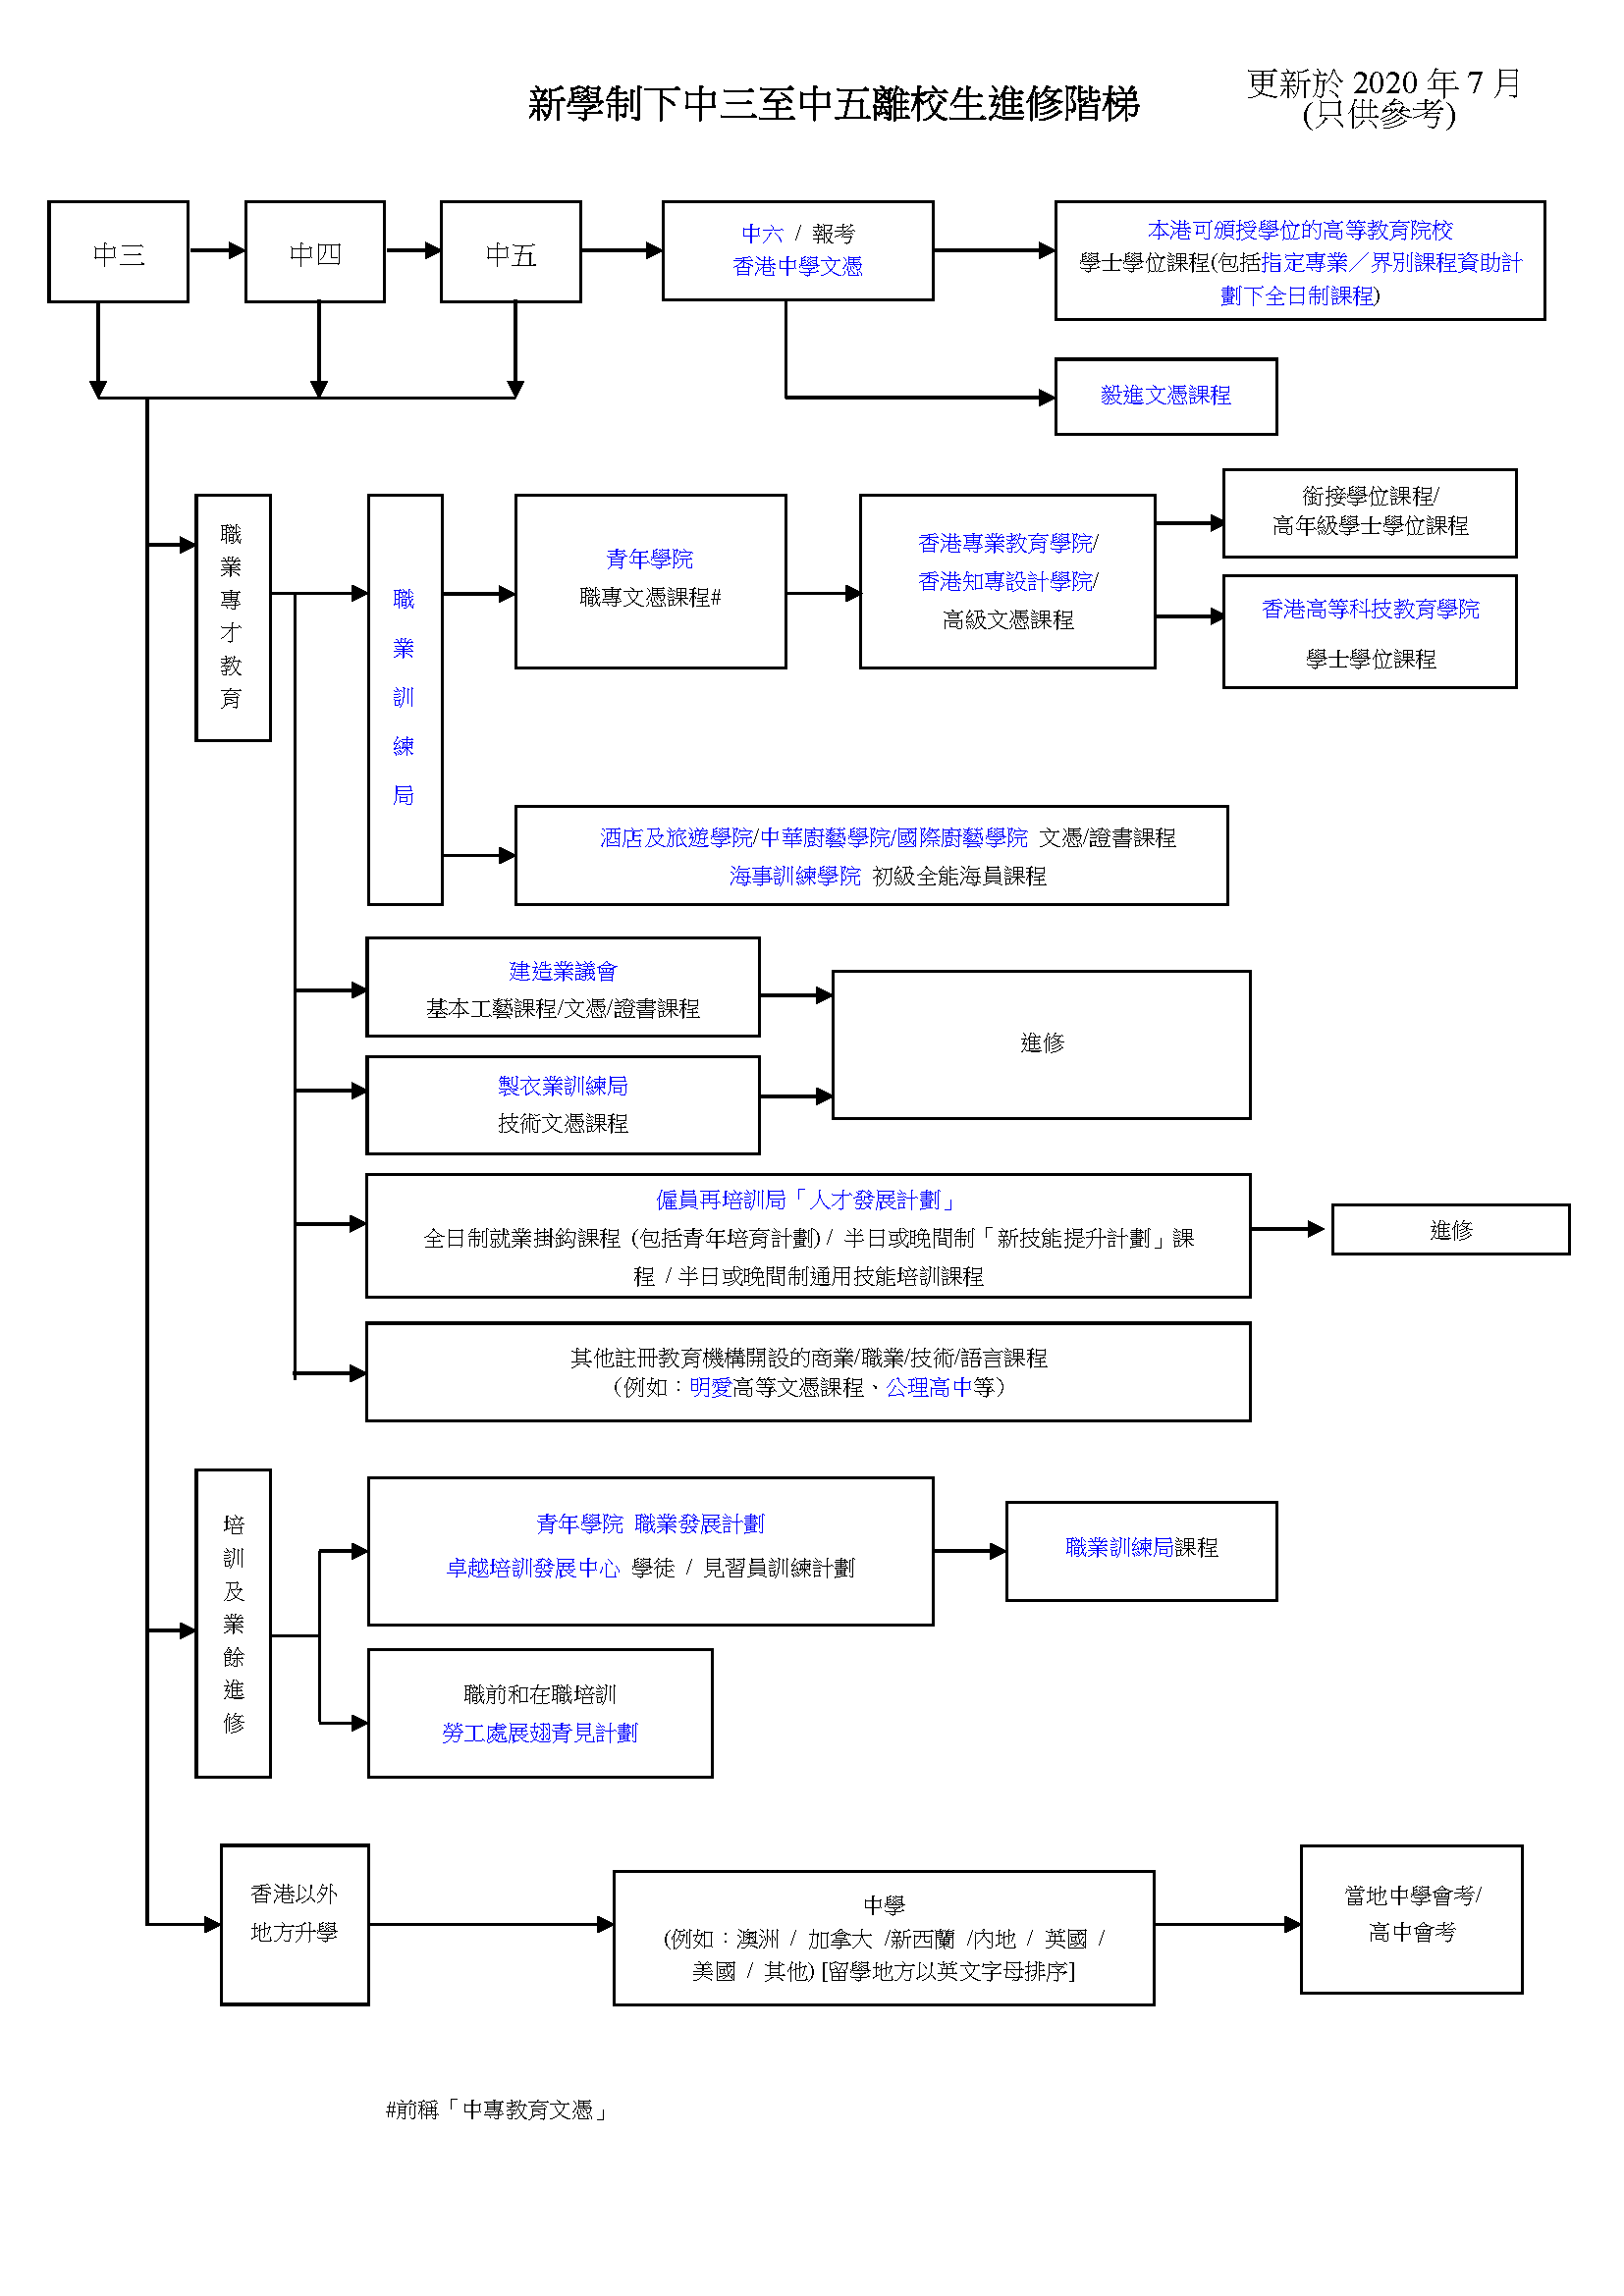 新學制下中三至中五離校生進修階梯
更新於 2020 年 7 月
(只供參考)
中三
中四
中五
中六 / 報考
香港中學文憑
本港可頒授學位的高等教育院校
學士學位課程(包括指定專業／界別課程資助計
劃下全日制課程)
毅進文憑課程
職
業
專
才
教
育
職
業
訓
練
局
青年學院
職專文憑課程#
香港專業教育學院/
香港知專設計學院/
高級文憑課程
銜接學位課程/
高年級學士學位課程
香港高等科技教育學院
學士學位課程
酒店及旅遊學院/中華廚藝學院/國際廚藝學院 文憑/證書課程
海事訓練學院 初級全能海員課程
建造業議會
基本工藝課程/文憑/證書課程
製衣業訓練局
技術文憑課程
進修
僱員再培訓局「人才發展計劃」
全日制就業掛鈎課程 (包括青年培育計劃) / 半日或晚間制「新技能提升計劃」課
程 / 半日或晚間制通用技能培訓課程
進修
其他註冊教育機構開設的商業/職業/技術/語言課程
（例如：明愛高等文憑課程、公理高中等）
培
訓
及
業
餘
進
修
青年學院 職業發展計劃
卓越培訓發展中心 學徒 / 見習員訓練計劃
職業訓練局課程
職前和在職培訓
勞工處展翅青見計劃
香港以外
地方升學
中學
(例如：澳洲 / 加拿大 /新西蘭 /內地 / 英國 /
美國 / 其他) [留學地方以英文字母排序]
當地中學會考/
高中會考
#前稱「中專教育文憑」